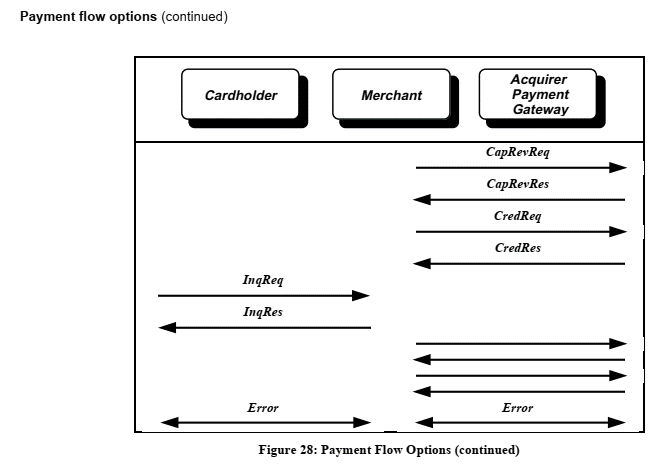 Payment flow options (continued)
Cardholder
Merchant
Acquirer
Payment
Gateway
CapRevReq
CapRevRes
CredReq
CredRes
InqReq
InqRes
Error
Error
Figure 28: Payment Flow Options (continued)